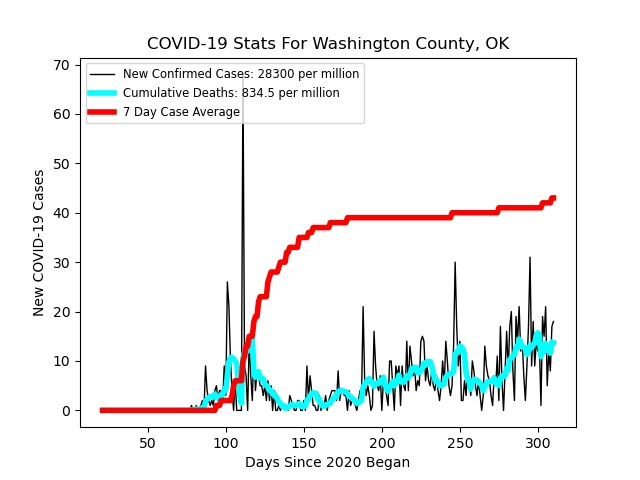 COVID-19 Stats For Washington County, OK
New Confirmed Cases: 28300 per million
Cumulative Deaths: 834.5 per million
7 Day Case Average
70
60
50
40
30
20
10
0
New COVID-19 Cases
50
100
150
200
250
300
Days Since 2020 Began